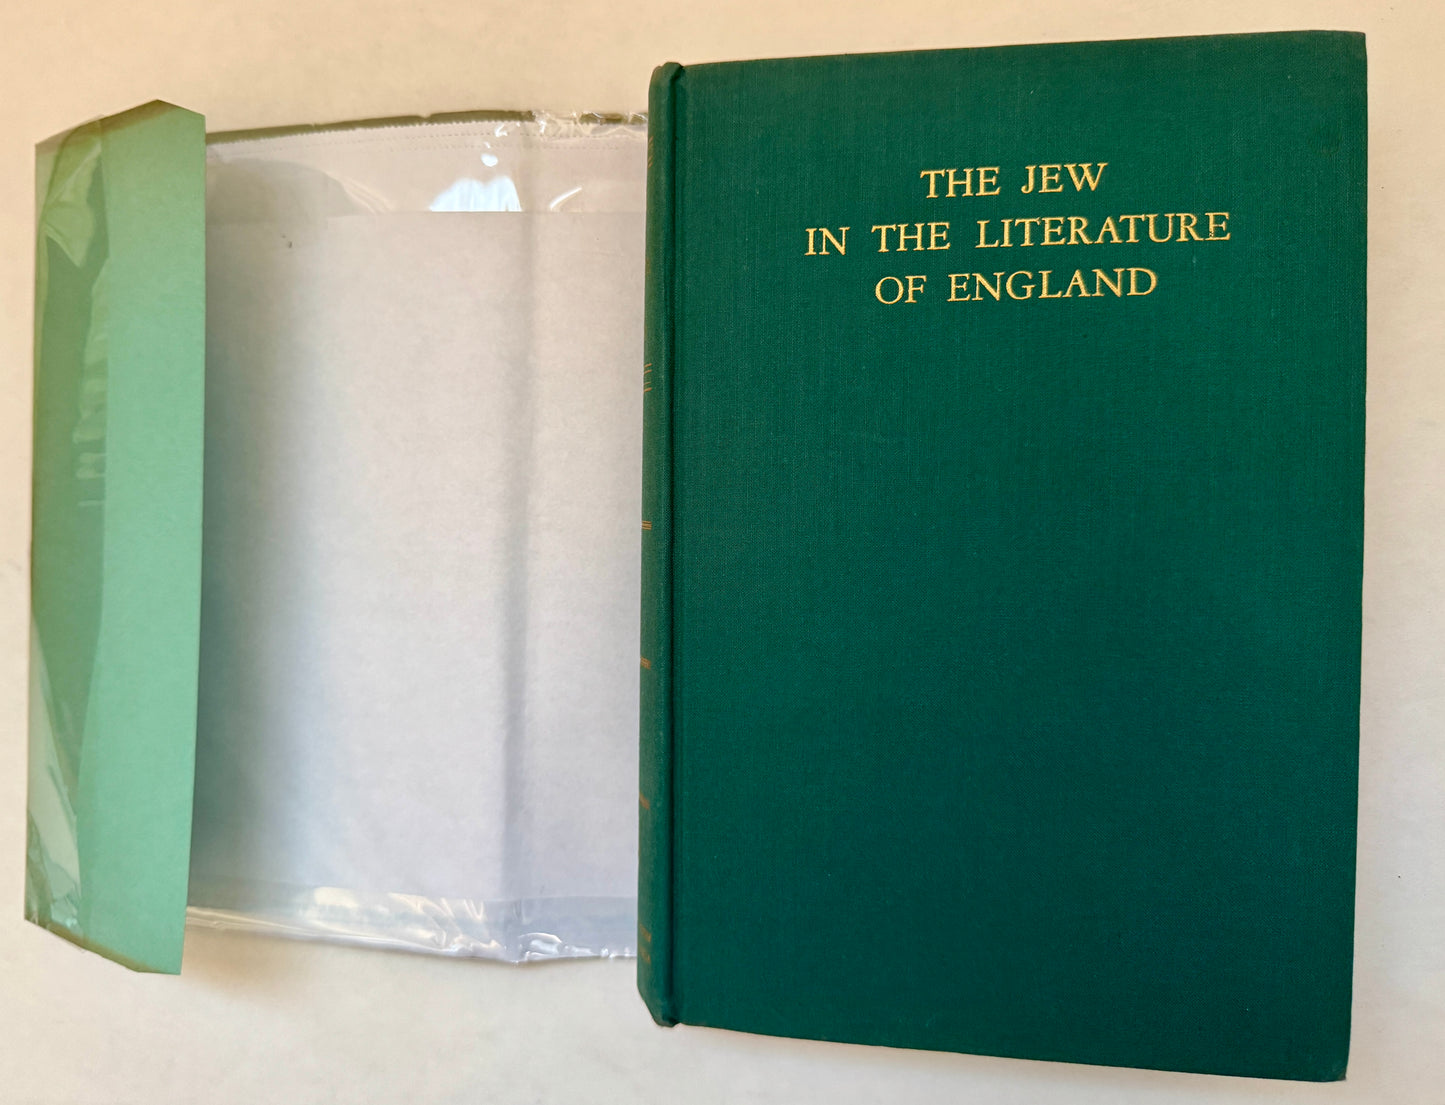 THE JEW
IN THE LITERATURE
OF ENGLAND